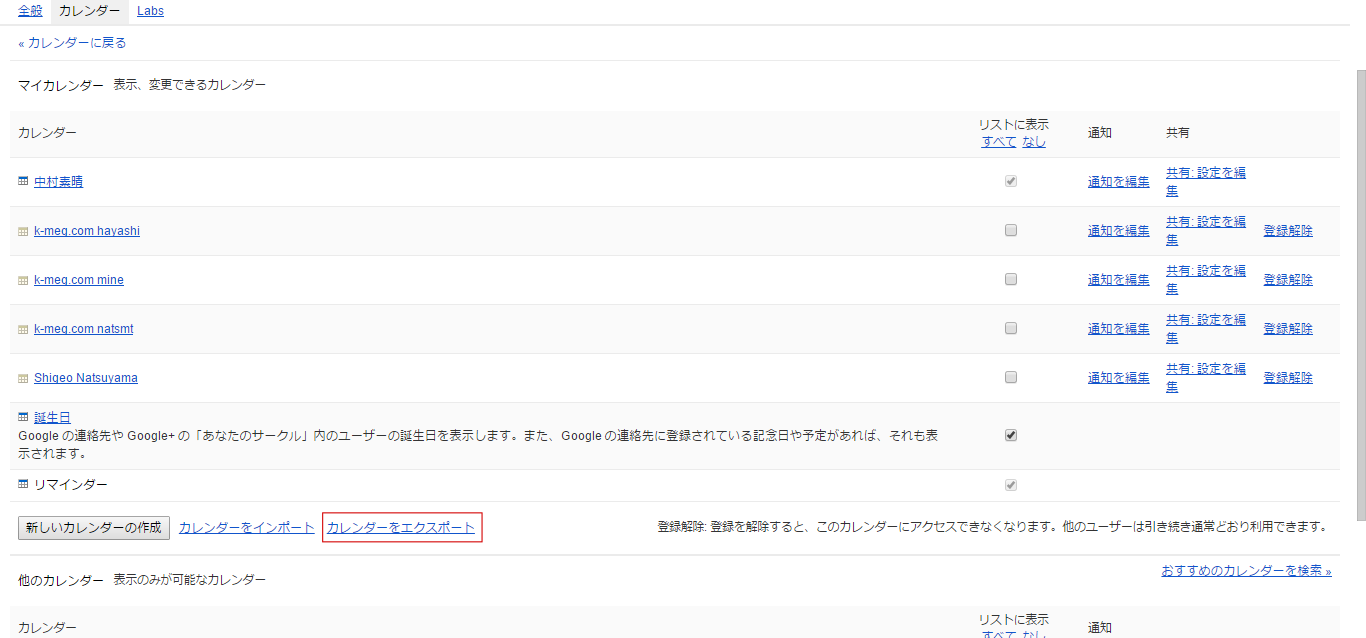 全般 カレンダー Labs
« カレンダーに戻る
マイカレンダー 表示、変更できるカレンダー
カレンダー リストに表示 通知 共有
すべて なし
中村素晴 通知を編集 共有: 設定を編
集
k-meg.com hayashi 通知を編集 共有: 設定を編 登録解除
集
k-meg.com mine 通知を編集 共有: 設定を編 登録解除
集
k-meg.com natsmt 通知を編集 共有: 設定を編 登録解除
集
Shigeo Natsuyama 通知を編集 共有: 設定を編 登録解除
集
誕生日
Google の連絡先や Google+ の「あなたのサークル」内のユーザーの誕生日を表示します。また、Google の連絡先に登録されている記念日や予定があれば、それも表
示されます。
リマインダー
新しいカレンダーの作成 カレンダーをインポート カレンダーをエクスポート 登録解除: 登録を解除すると、このカレンダーにアクセスできなくなります。他のユーザーは引き続き通常どおり利用できます。
他のカレンダー 表示のみが可能なカレンダー おすすめのカレンダーを検索 »
カレンダー リストに表示 通知
すべて なし